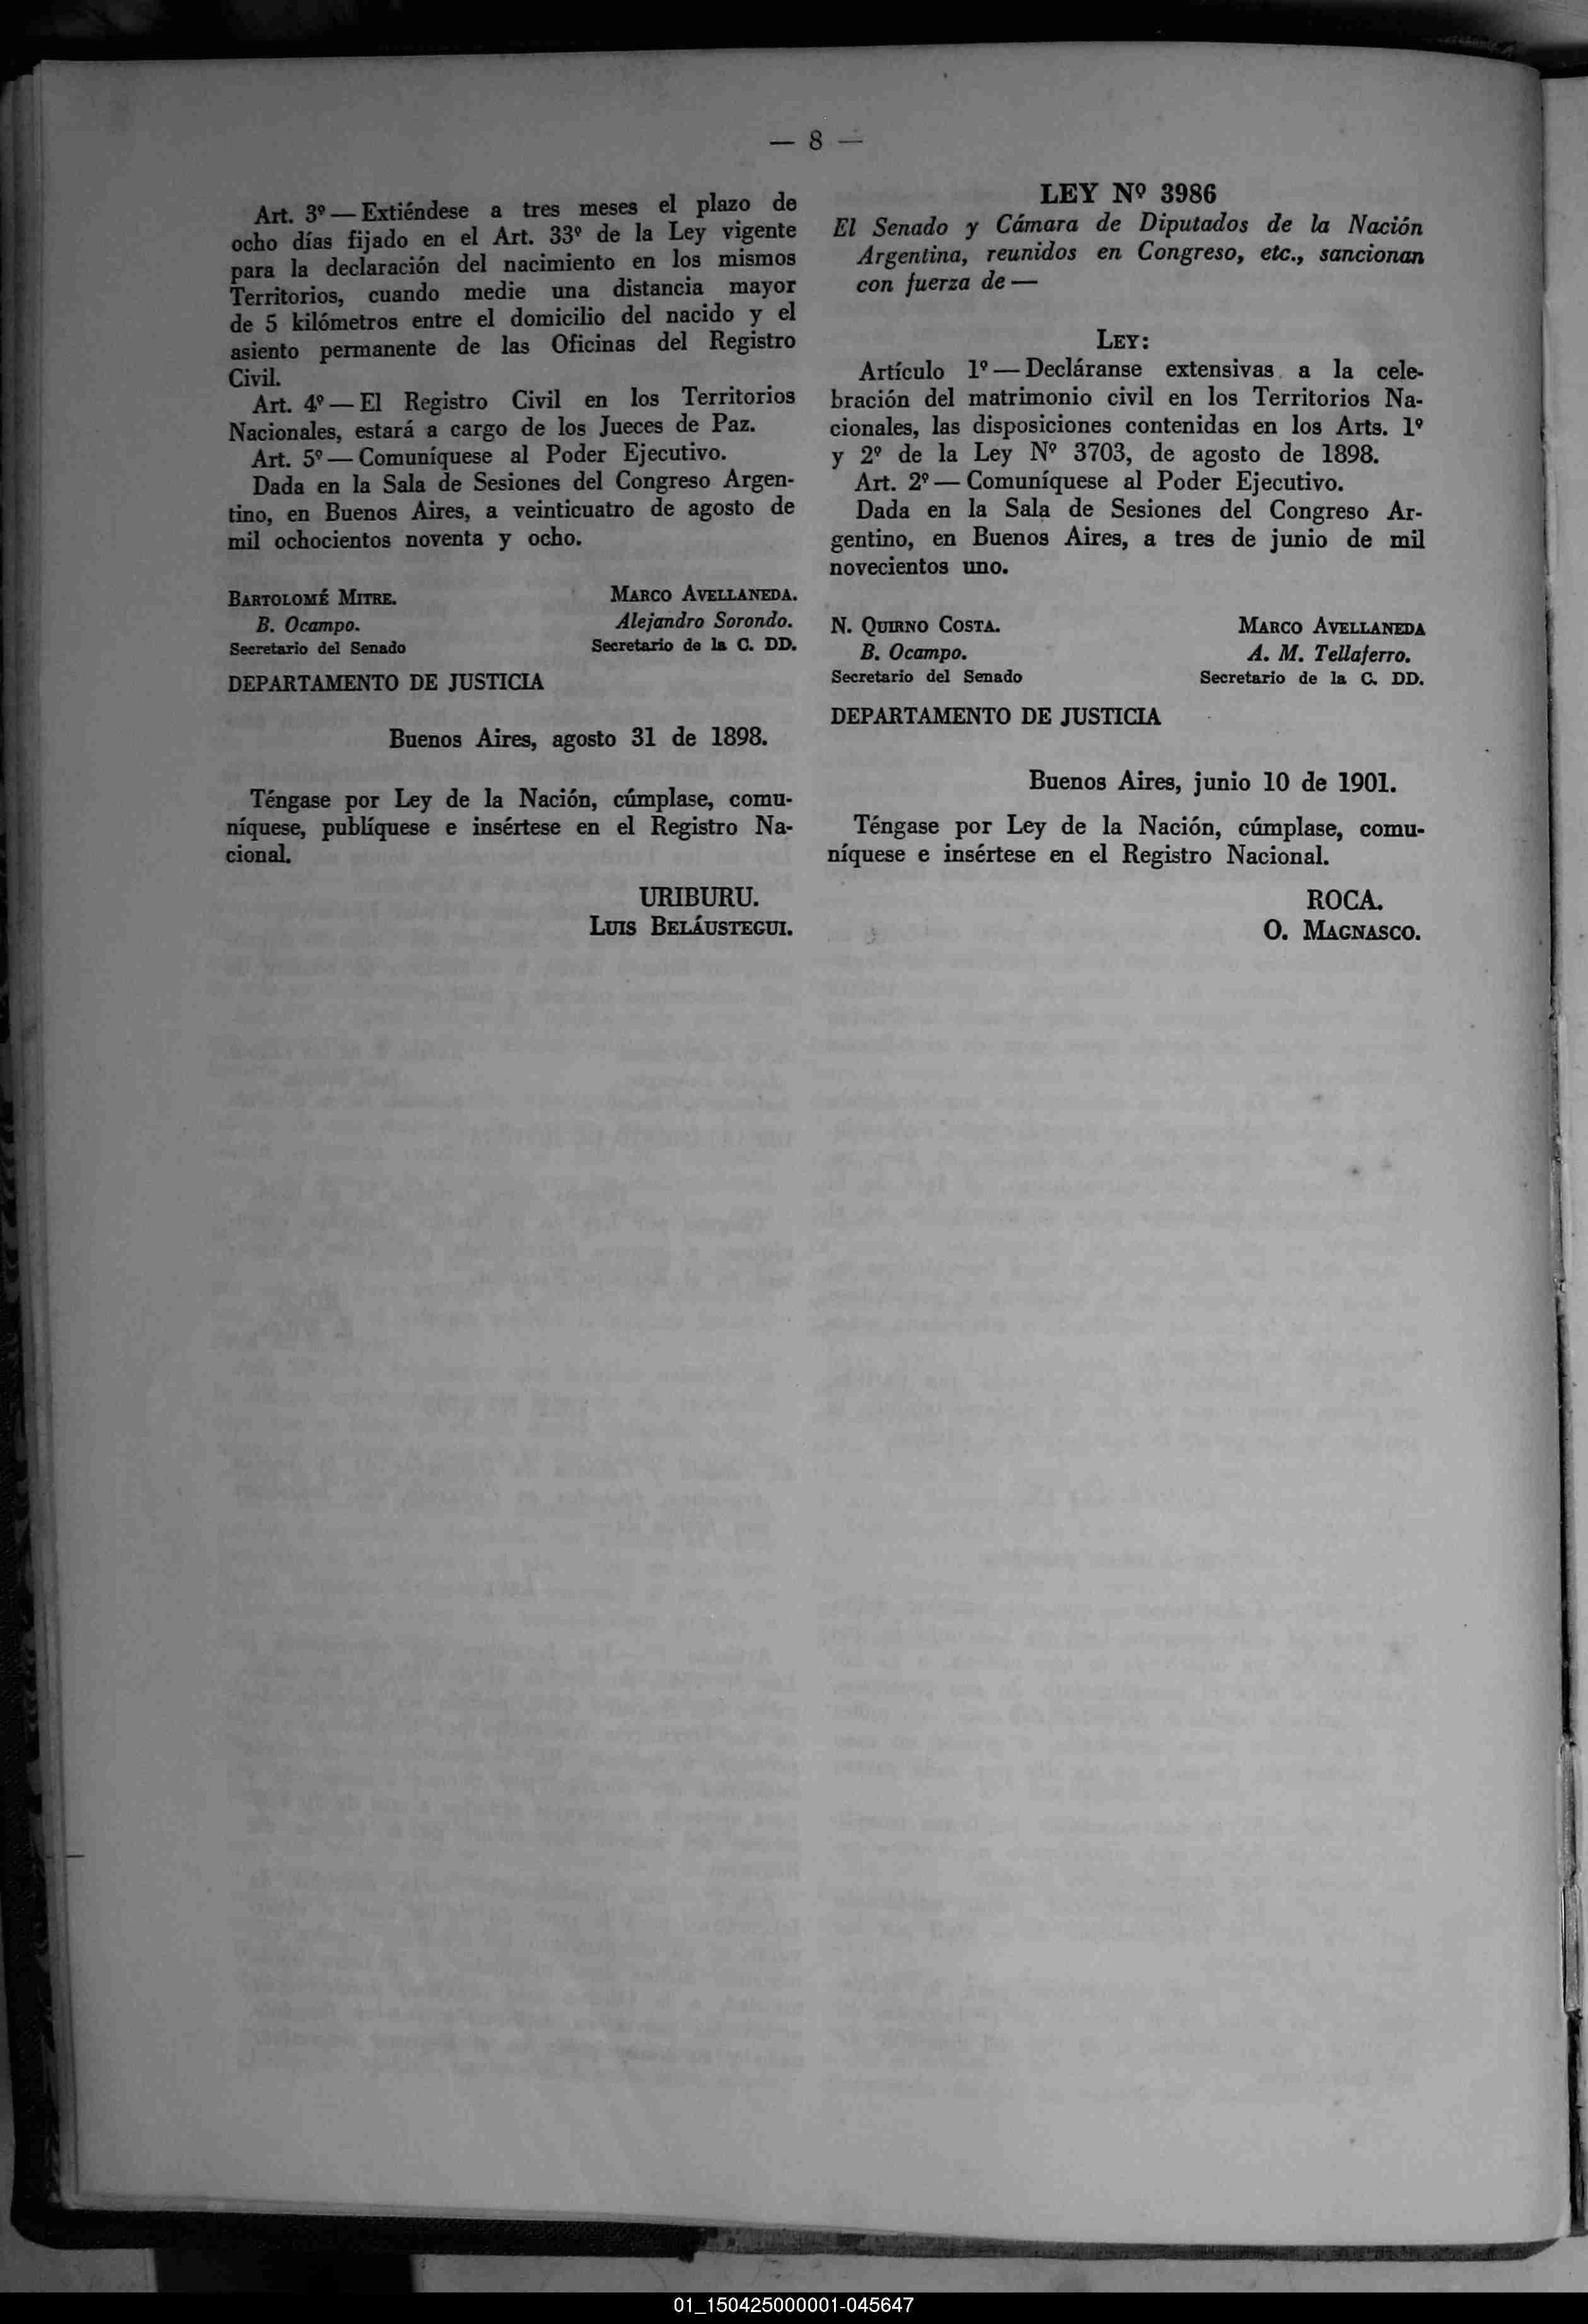 — 8 —
Art. 3º — Extiéndese a tres meses el plazo de
ocho días fijado en el Art. 33º de la Ley vigente
para la declaración del nacimiento en los mismos
Territorios, cuando medie una distancia mayor
de 5 kilómetros entre el domicilio del nacido y el
asiento permanente de las Oficinas del Registro
Civil.
Art. 4º — El Registro Civil en los Territorios
Nacionales, estará a cargo de los Jueces de Paz.
Art. 5º — Comuníquese al Poder Ejecutivo.
Dada en la Sala de Sesiones del Congreso Argen-
tino, en Buenos Aires, a veinticuatro de agosto de
mil ochocientos noventa y ocho.
BARTOLOMÉ MITRE. MARCO AVELLANEDA.
B. Ocampo. Alejandro Sorondo.
Secretario del Senado Secretario de la C. DD.
DEPARTAMENTO DE JUSTICIA
Buenos Aires, agosto 31 de 1898.
Téngase por Ley de la Nación, cúmplase, comu-
níquese, publíquese e insértese en el Registro Na-
cional.
URIBURU.
LUIS BELÁUSTEGUI.
LEY Nº 3986
El Senado y Cámara de Diputados de la Nación
Argentina, reunidos en Congreso, etc., sancionan
con fuerza de —
LEY:
Artículo 1º — Decláranse extensivas a la cele-
bración del matrimonio civil en los Territorios Na-
cionales, las disposiciones contenidas en los Arts. 1º
y 2º de la Ley Nº 3703, de agosto de 1898.
Art. 2º — Comuníquese al Poder Ejecutivo.
Dada en la Sala de Sesiones del Congreso Ar-
gentino, en Buenos Aires, a tres de junio de mil
novecientos uno.
N. QUIRNO COSTA. MARCO AVELLANEDA
B. Ocampo. A. M. Tellaferro.
Secretario del Senado Secretario de la C. DD.
DEPARTAMENTO DE JUSTICIA
Buenos Aires, junio 10 de 1901.
Téngase por Ley de la Nación, cúmplase, comu-
níquese e insértese en el Registro Nacional.
ROCA.
O. MAGNASCO.
01_150425000001-045647